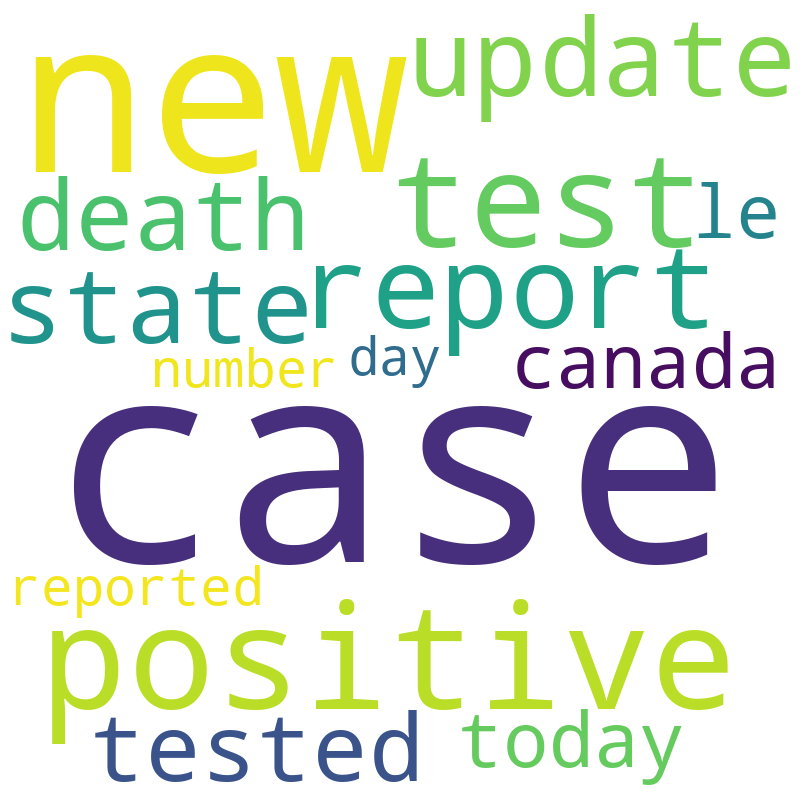 new update
death test le
state report
number day canada
case
reported
positive
tested today